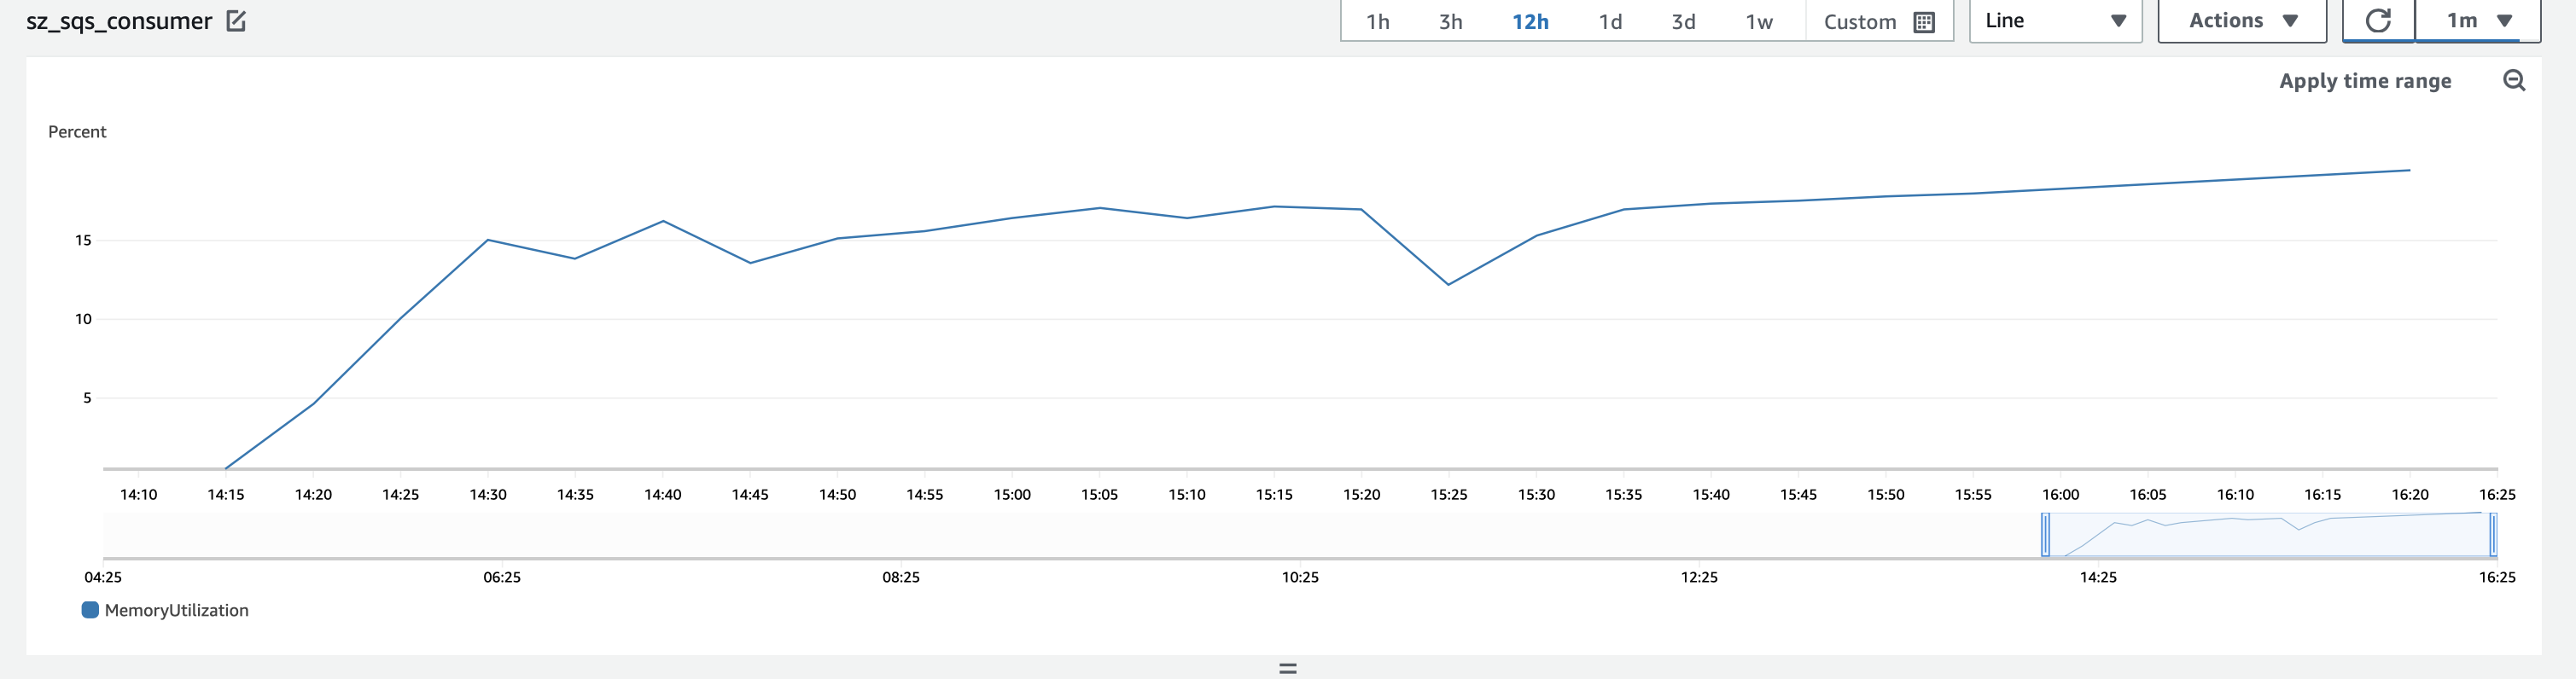 sz_sqs_consumer 1h 3h 12h 1d 3d 1w Custom Line Actions 1m
Apply time range
Percent
15
10
5
14:10 14:15 14:20 14:25 14:30 14:35 14:40 14:45 14:50 14:55 15:00 15:05 15:10 15:15 15:20 15:25 15:30 15:35 15:40 15:45 15:50 15:55 16:00 16:05 16:10 16:15 16:20 16:25
04:25 06:25 08:25 10:25 12:25 14:25 16:25
MemoryUtilization